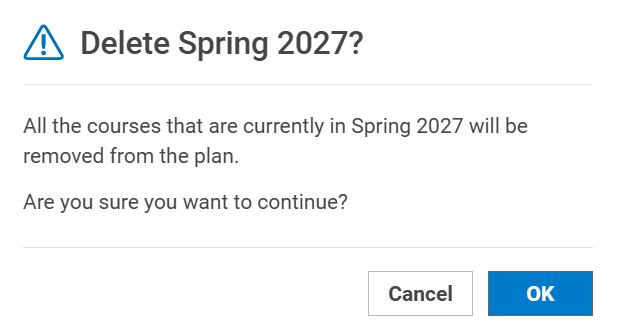 Delete Spring 2027?
All the courses that are currently in Spring 2027 will be
removed from the plan.
Are you sure you want to continue?
Cancel OK